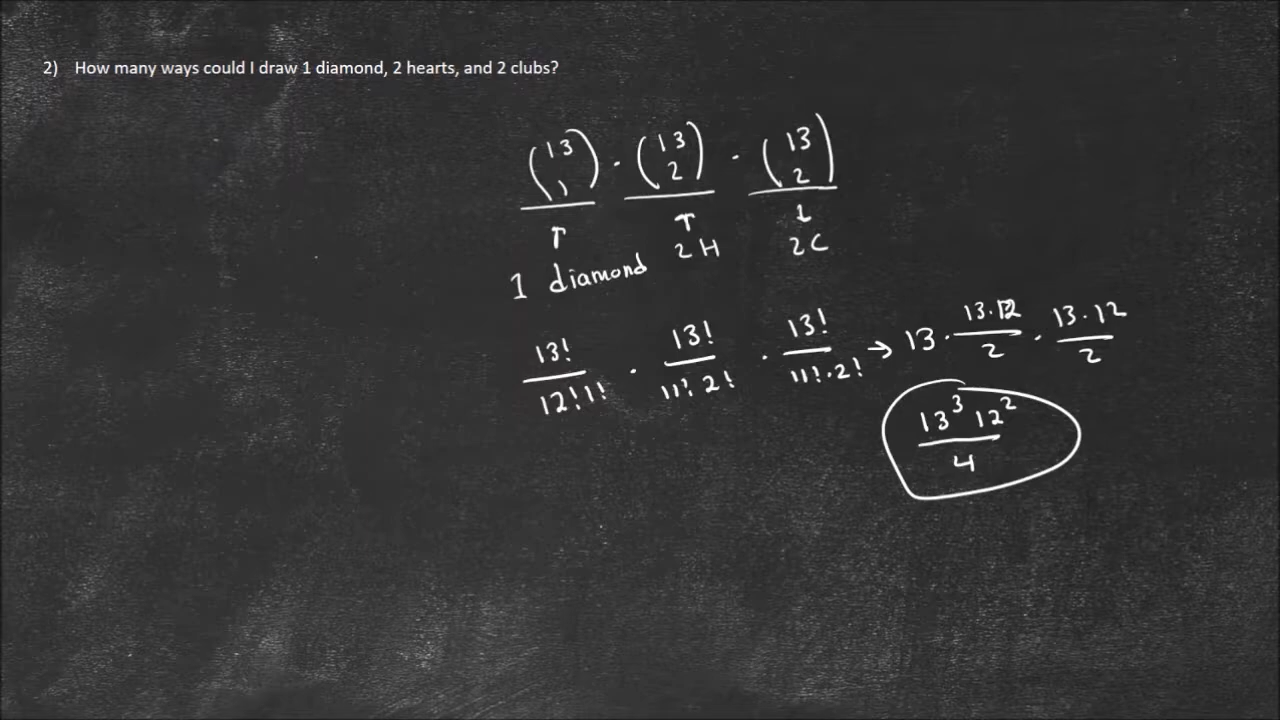 2) How many ways could I draw 1 diamond, 2 hearts, and 2 clubs?
(13 1) · (13 2) · (13 2)
1 diamond 2H 2C
13!/12!1! · 13!/11!·2! · 13!/11!·2! → 13 · 13·12/2 · 13·12/2
13³ 12²/4